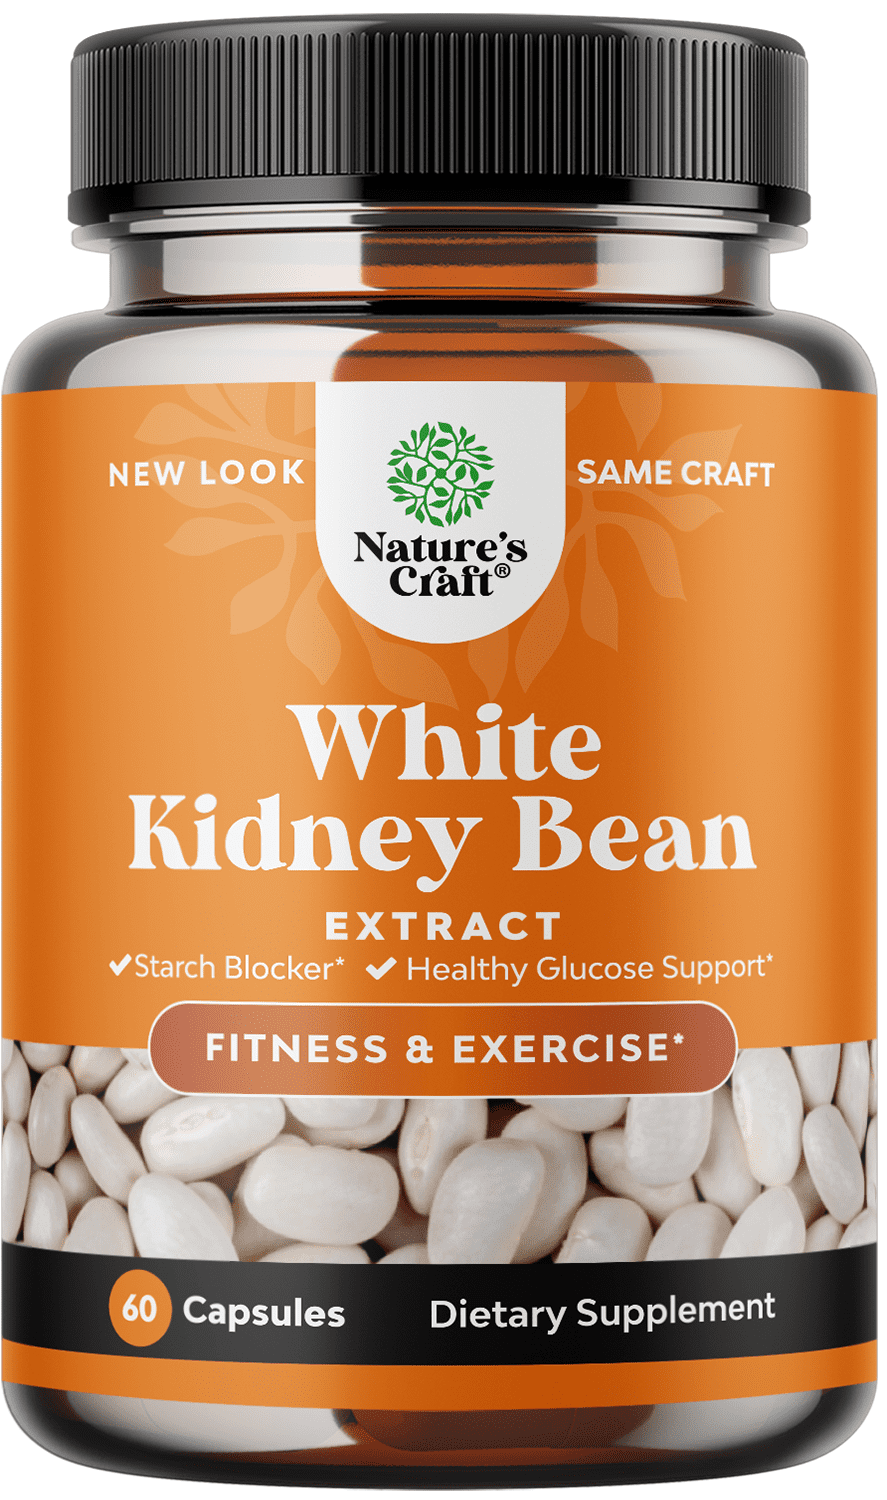 NEW LOOK
SAME CRAFT
Nature's
Craft®
White
Kidney Bean
EXTRACT
✓Starch Blocker* ✓ Healthy Glucose Support*
FITNESS & EXERCISE*
60 Capsules
Dietary Supplement